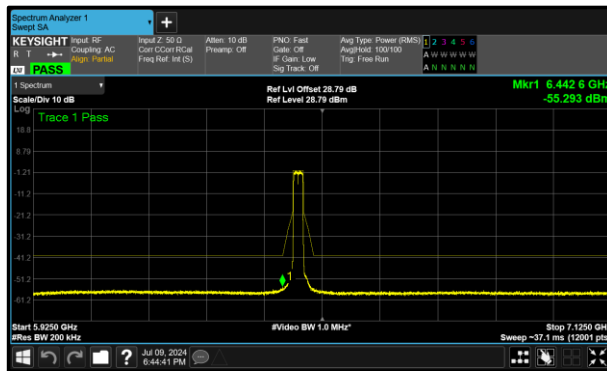 Spectrum Analyzer 1
Swept SA
+
KEYSIGHT
R T
LXI PASS
Input: RF
Coupling: AC
Align: Partial
Input Z: 50 Ω
Corr CCorr RCal
Freq Ref: Int (S)
Atten: 10 dB
Preamp: Off
PNO: Fast
Gate: Off
IF Gain: Low
Sig Track: Off
Avg Type: Power (RMS)
Avg|Hold: 100/100
Trig: Free Run
1 2 3 4 5 6
A W W W W W
A N N N N N
1 Spectrum
Scale/Div 10 dB
Ref Lvl Offset 28.79 dB
Ref Level 28.79 dBm
Mkr1 6.442 6 GHz
-55.293 dBm
Log
Trace 1 Pass
18.8
8.79
-1.21
-11.2
-21.2
-31.2
-41.2
-51.2
-61.2
1
Start 5.9250 GHz
#Res BW 200 kHz
#Video BW 1.0 MHz*
Stop 7.1250 GHz
Sweep ~37.1 ms (12001 pts)
?
Jul 09, 2024
6:44:41 PM